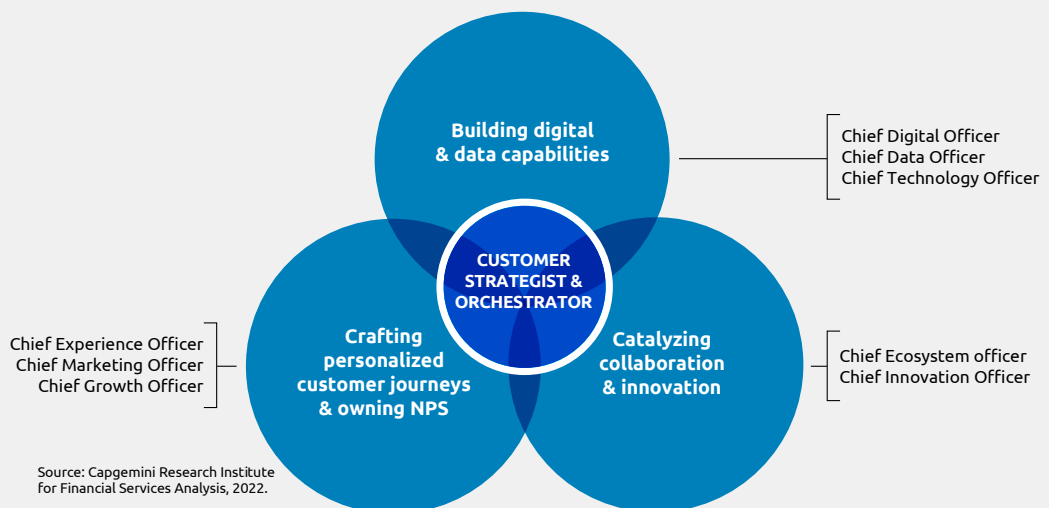 Building digital
& data capabilities
Chief Digital Officer
Chief Data Officer
Chief Technology Officer
CUSTOMER
STRATEGIST &
ORCHESTRATOR
Chief Experience Officer
Chief Marketing Officer
Chief Growth Officer
Crafting
personalized
customer journeys
& owning NPS
Catalyzing
collaboration
& innovation
Chief Ecosystem officer
Chief Innovation Officer
Source: Capgemini Research Institute
for Financial Services Analysis, 2022.